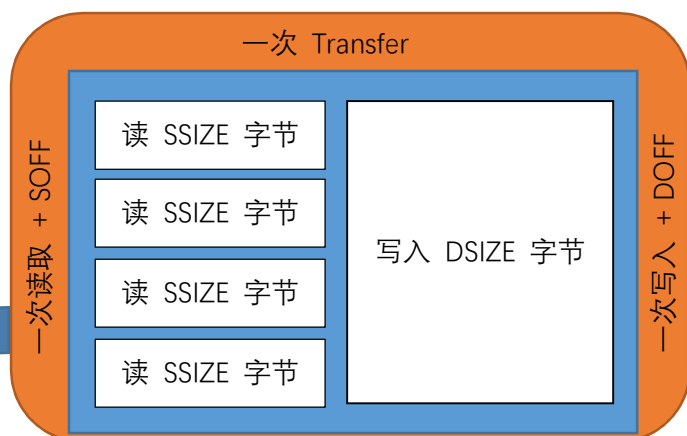 一次 Transfer
一次读取 + SOFF
读 SSIZE 字节
读 SSIZE 字节
读 SSIZE 字节
读 SSIZE 字节
写入 DSIZE 字节
一次写入 + DOFF